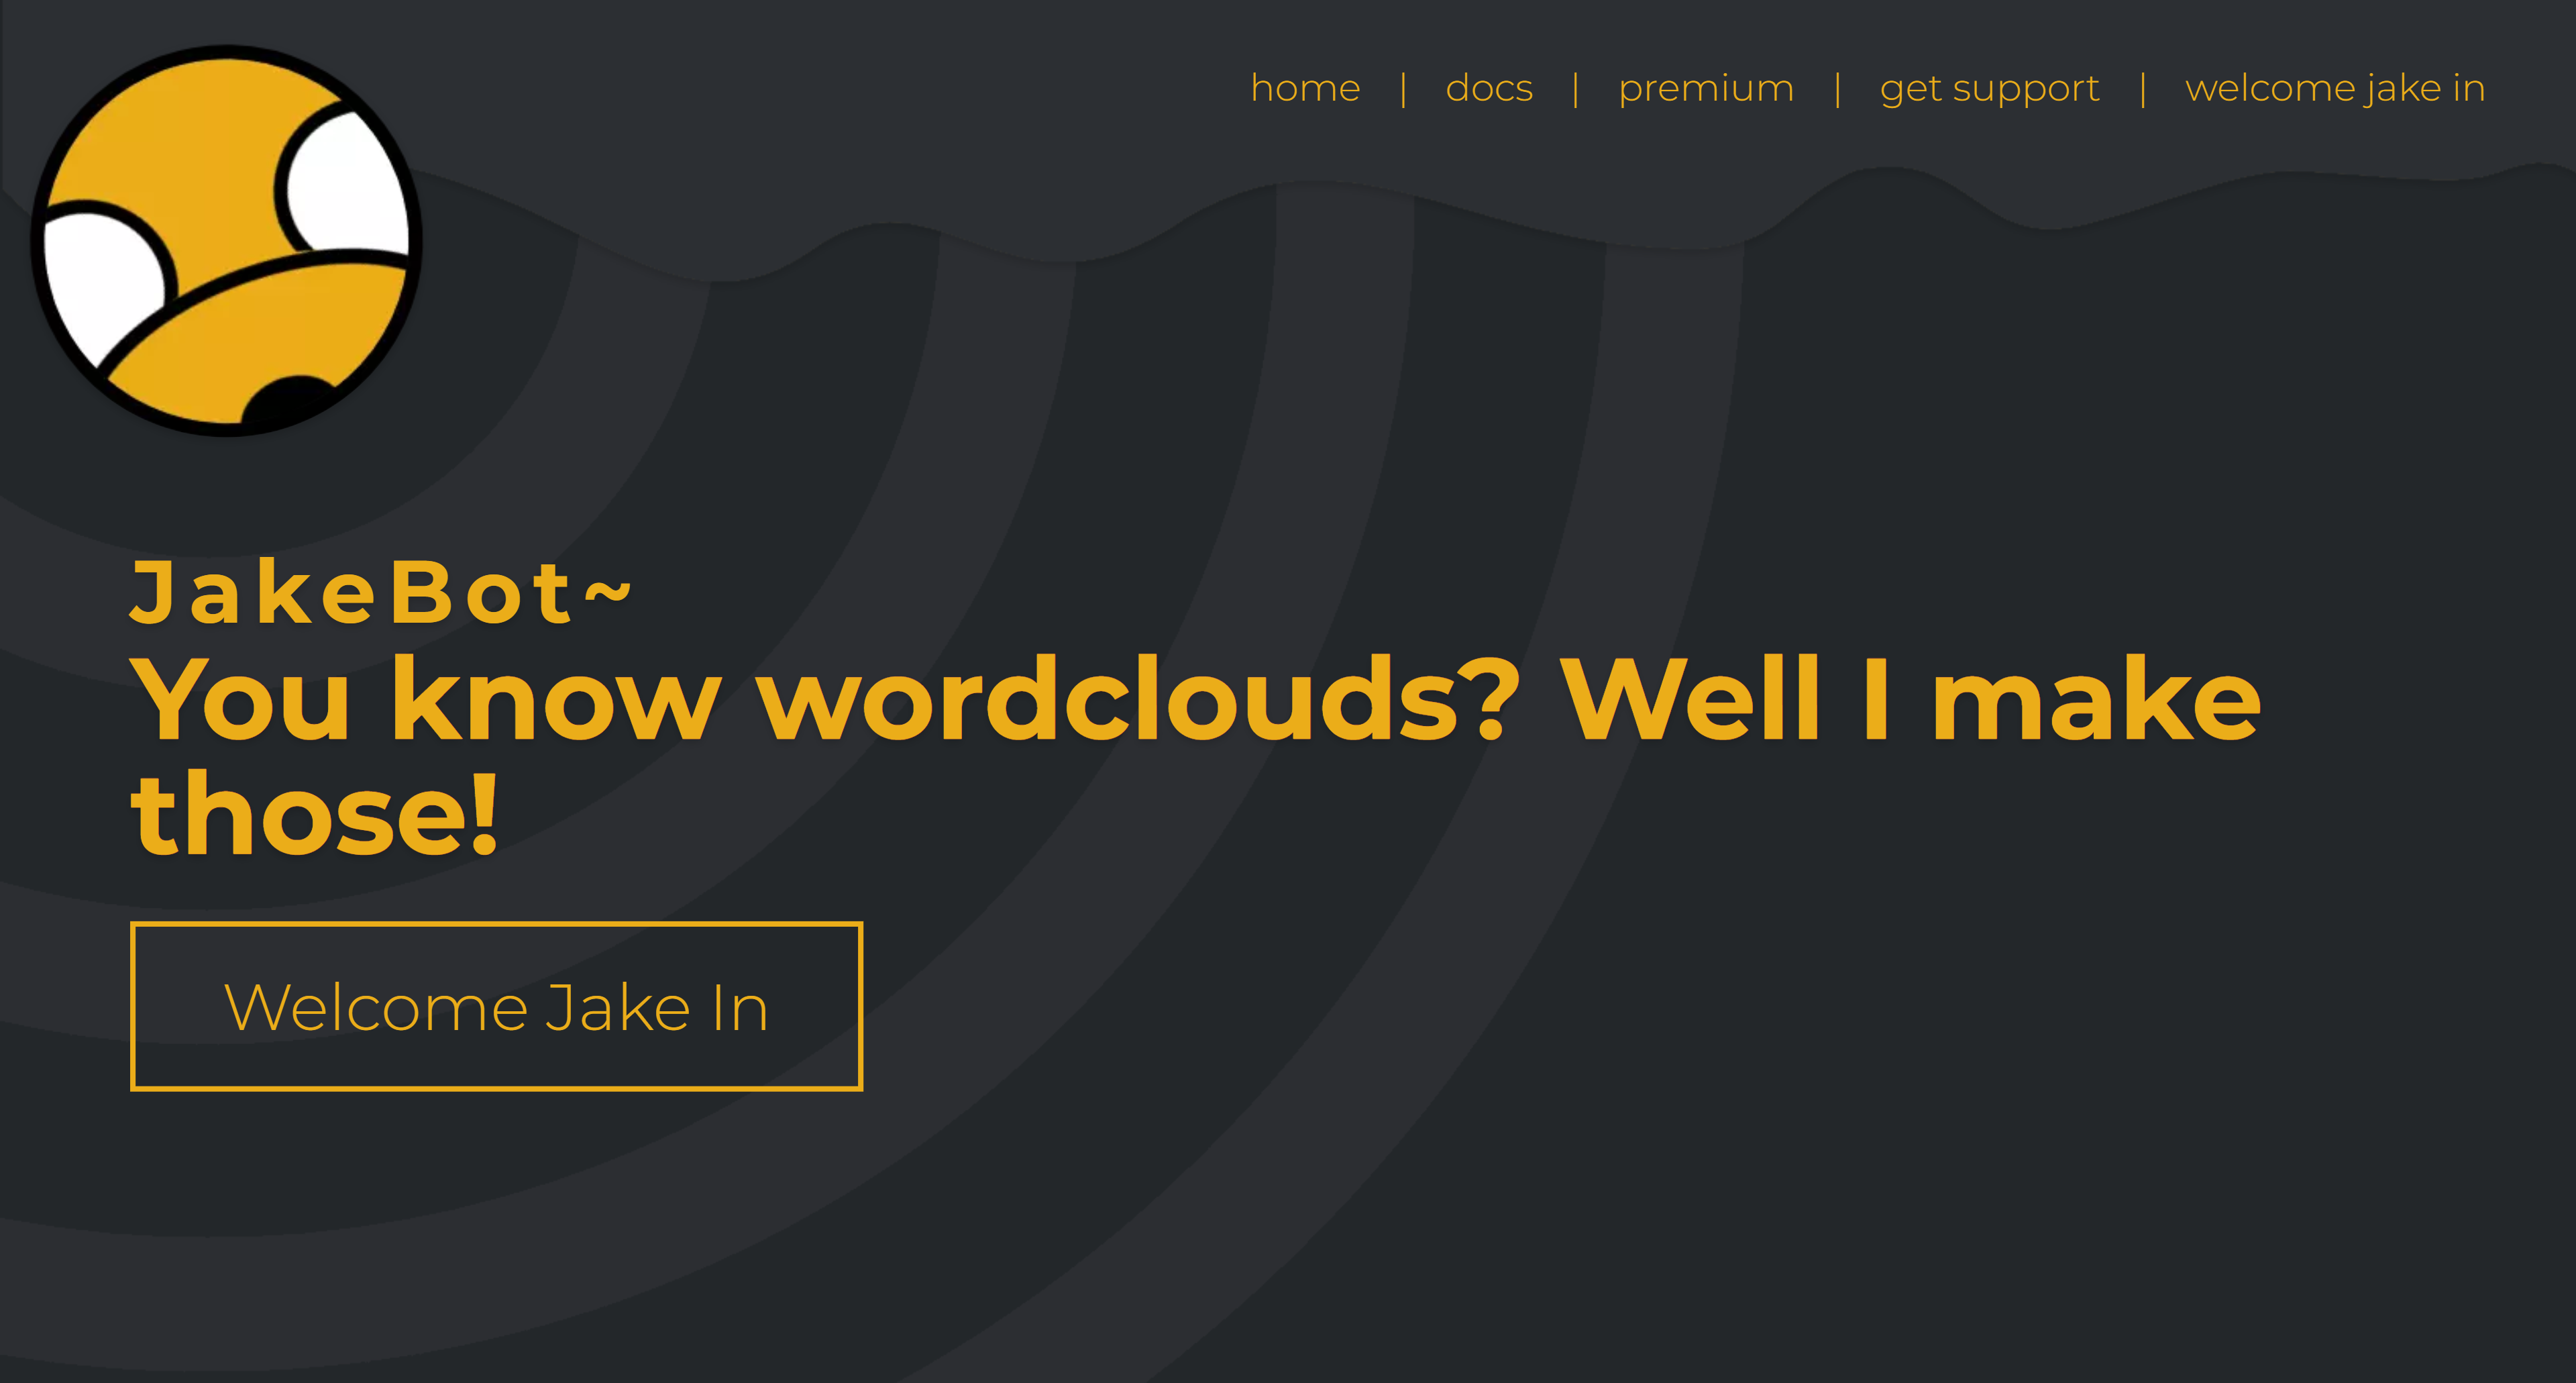 home | docs | premium | get support | welcome jake in
JakeBot~
You know wordclouds? Well I make
those!
Welcome Jake In